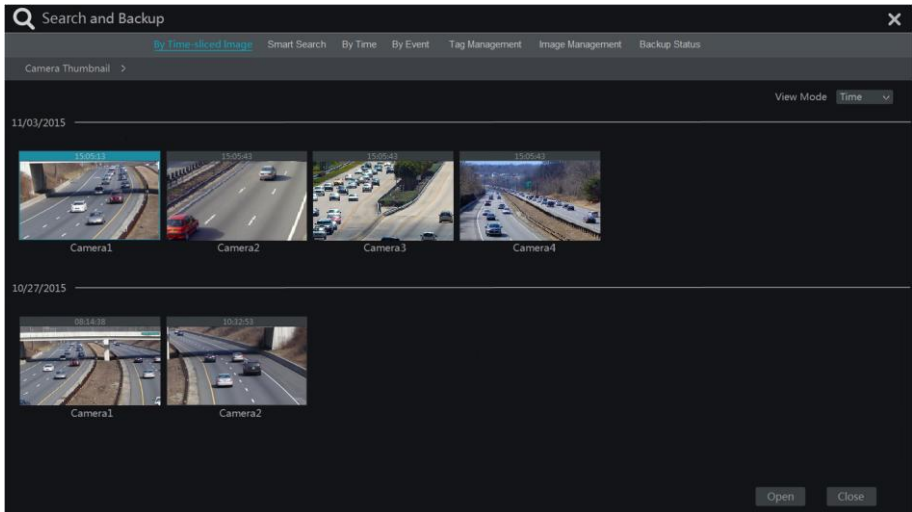 Search and Backup
By Time-sliced Image Smart Search By Time By Event Tag Management Image Management Backup Status
Camera Thumbnail >
View Mode Time
11/03/2015
15:05:13 15:05:43 15:05:43 15:05:43
Camera1 Camera2 Camera3 Camera4
10/27/2015
08:14:38 10:32:53
Camera1 Camera2
Open Close